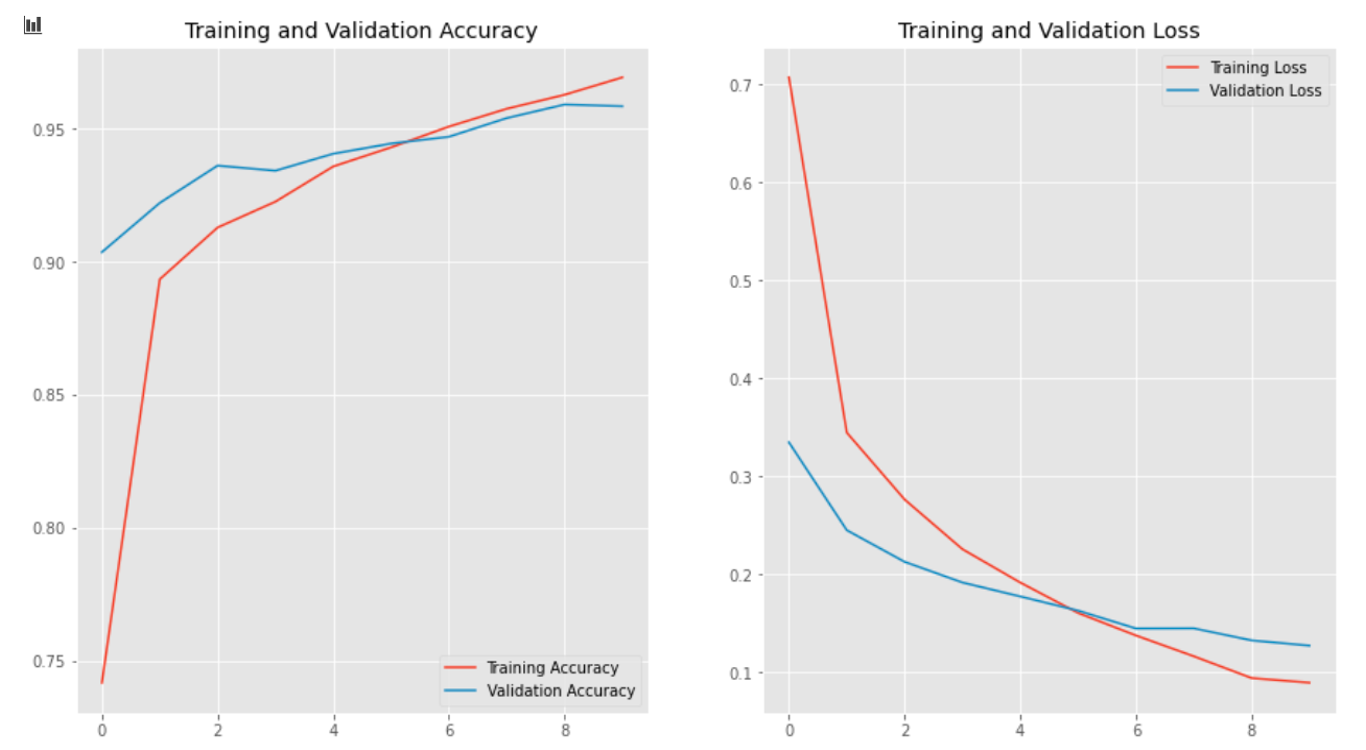 Training and Validation Accuracy
0.95
0.90
0.85
0.80
0.75
Training Accuracy
Validation Accuracy
0 2 4 6 8
Training and Validation Loss
Training Loss
Validation Loss
0.7
0.6
0.5
0.4
0.3
0.2
0.1
0 2 4 6 8